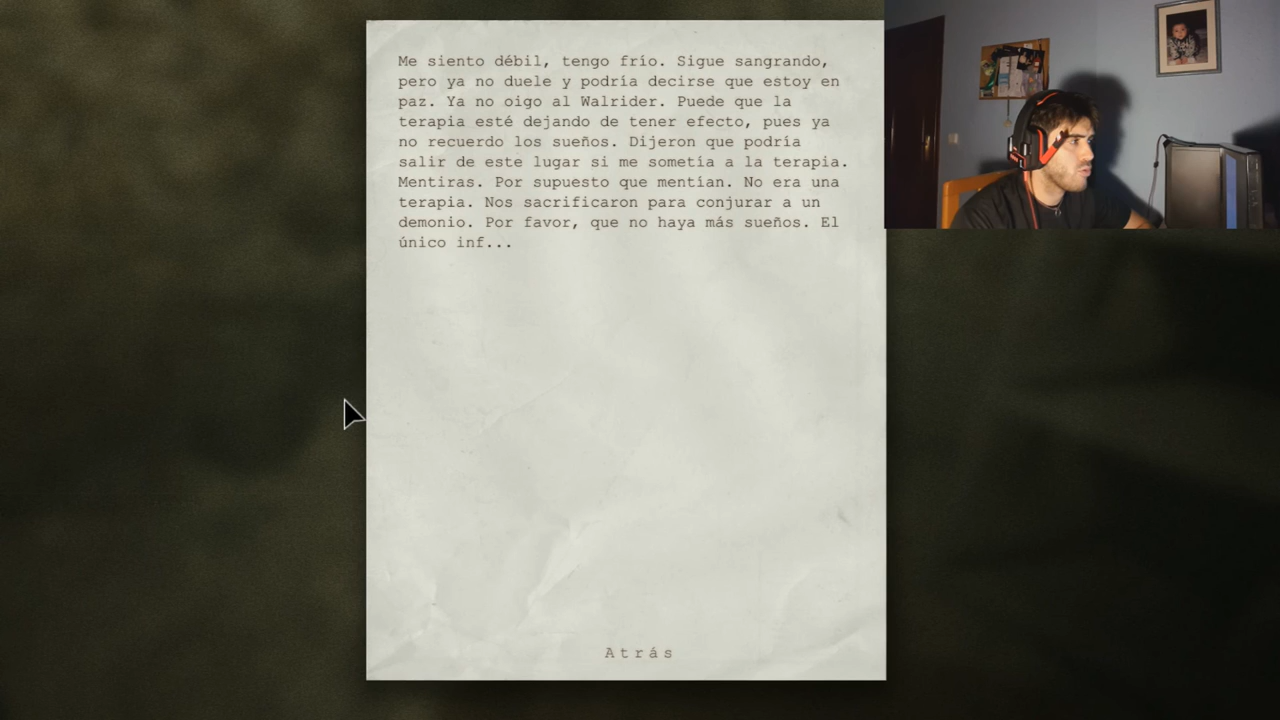 Me siento débil, tengo frío. Sigue sangrando,
pero ya no duele y podría decirse que estoy en
paz. Ya no oigo al Walrider. Puede que la
terapia esté dejando de tener efecto, pues ya
no recuerdo los sueños. Dijeron que podría
salir de este lugar si me sometía a la terapia.
Mentiras. Por supuesto que mentían. No era una
terapia. Nos sacrificaron para conjurar a un
demonio. Por favor, que no haya más sueños. El
único inf...
Atrás